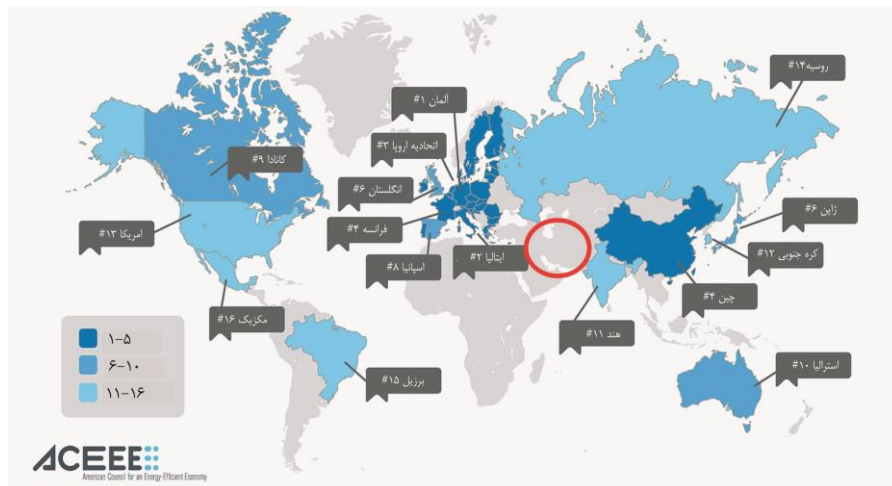 روسیه #۱۴
آلمان #۱
اتحادیه اروپا #۳
کانادا #۹
انگلستان #۶
ژاپن #۶
امریکا #۱۳
فرانسه #۴
کره جنوبی #۱۲
اسپانیا #۸
ایتالیا #۲
چین #۴
مکزیک #۱۶
هند #۱۱
۱-۵
۶-۱۰
۱۱-۱۶
برزیل #۱۵
استرالیا #۱۰
ACEEE
American Council for an Energy-Efficient Economy